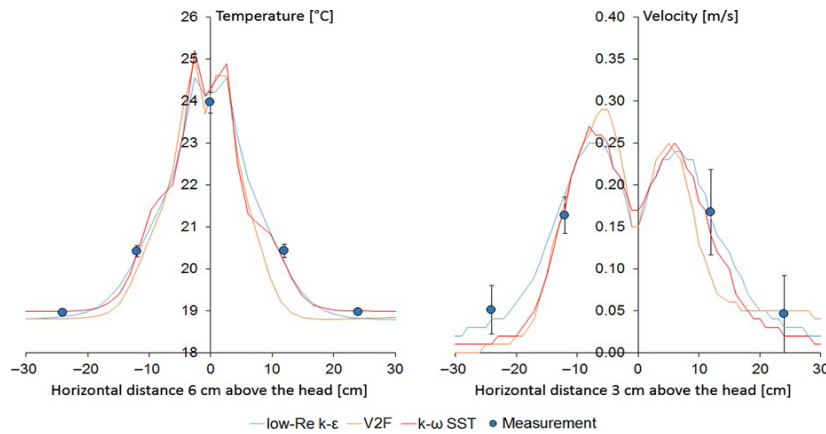 Temperature [°C]
26
25
24
23
22
21
20
19
18
−30 −20 −10 0 10 20 30
Horizontal distance 6 cm above the head [cm]
Velocity [m/s]
0.40
0.35
0.30
0.25
0.20
0.15
0.10
0.05
0.00
−30 −20 −10 0 10 20 30
Horizontal distance 3 cm above the head [cm]
low-Re k-ε V2F k-ω SST Measurement